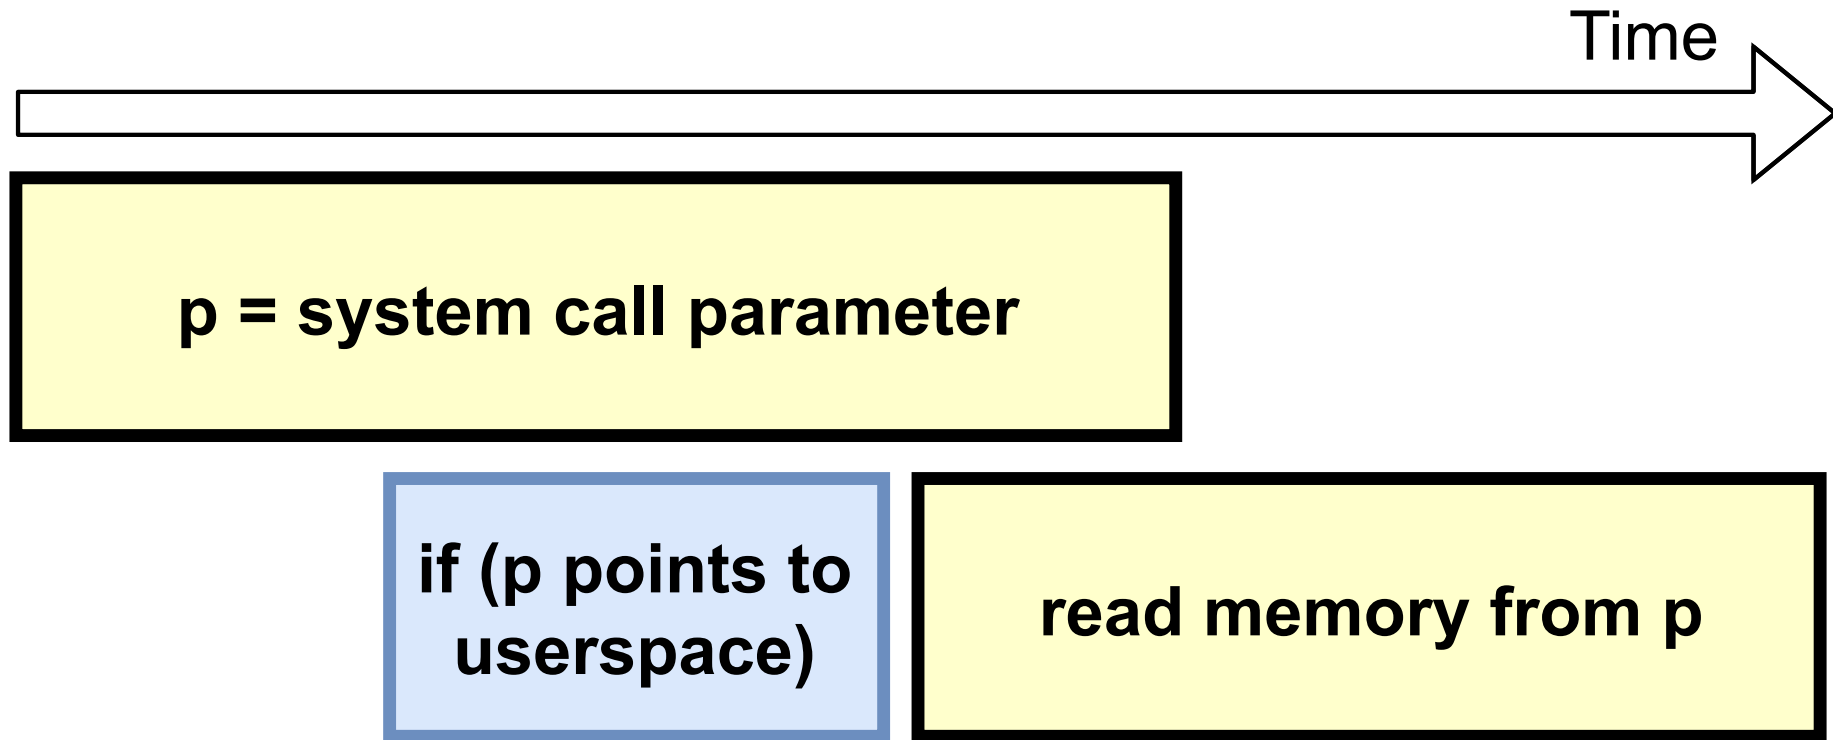 Time
p = system call parameter
if (p points to
userspace)
read memory from p